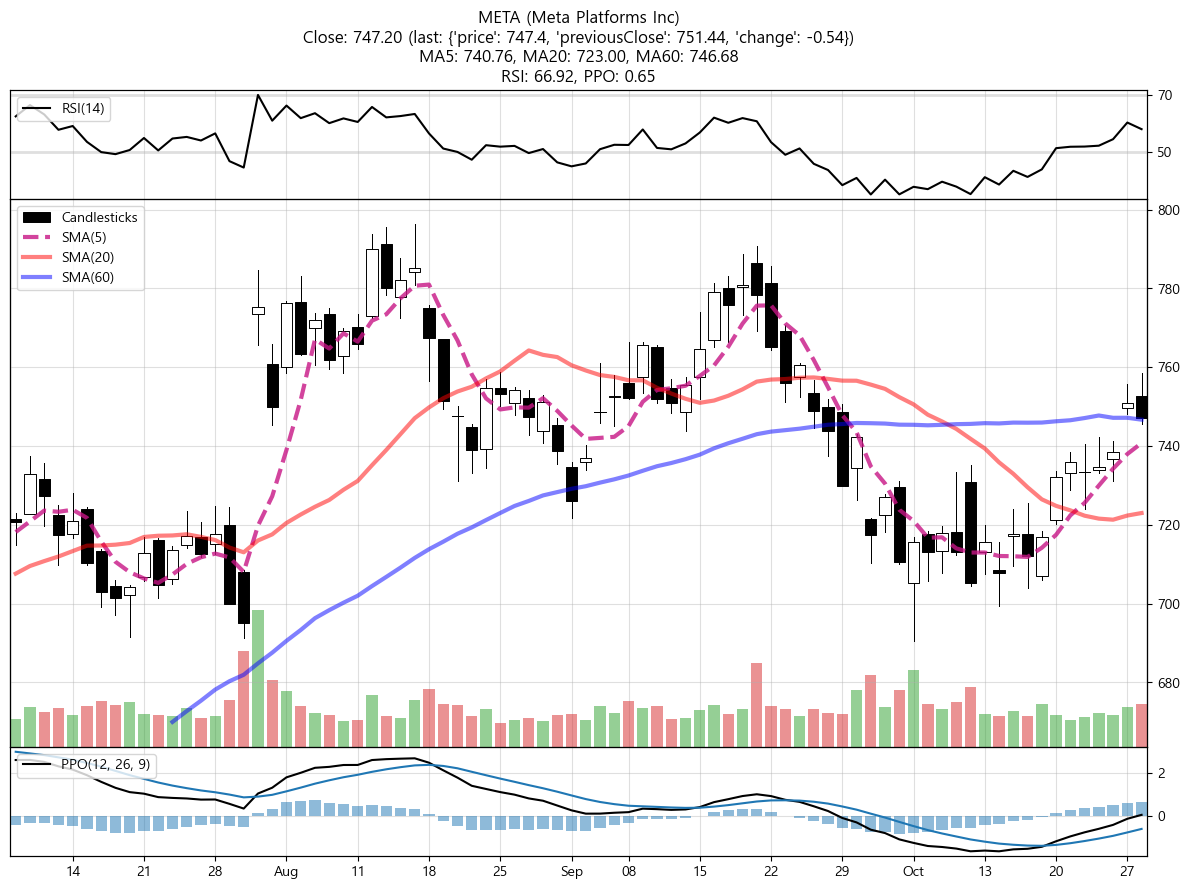 META (Meta Platforms Inc)
Close: 747.20 (last: {'price': 747.4, 'previousClose': 751.44, 'change': -0.54})
MA5: 740.76, MA20: 723.00, MA60: 746.68
RSI: 66.92, PPO: 0.65
RSI(14)
70
50
Candlesticks
SMA(5)
SMA(20)
SMA(60)
800
780
760
740
720
700
680
PPO(12, 26, 9)
2
0
14 21 28 Aug 11 18 25 Sep 08 15 22 29 Oct 13 20 27